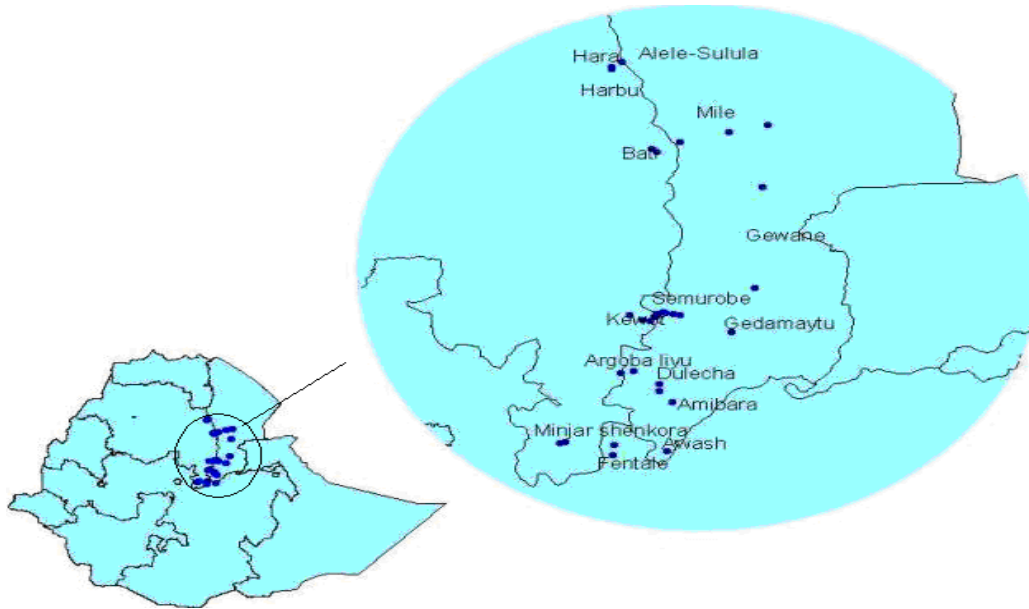 Hara
Alele-Sulula
Harbu
Mile
Bati
Gewane
Semurobe
Kewet
Gedamaytu
Argoba liyu
Dulecha
Amibara
Minjar shenkora
Awash
Fentale